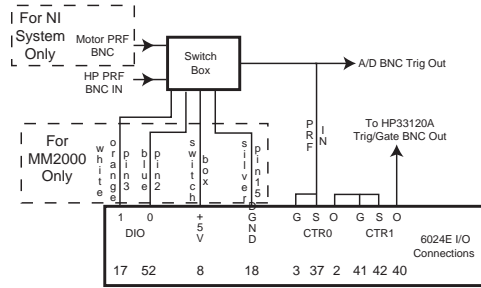 For NI
System
Only
Motor PRF
BNC
HP PRF
BNC IN
Switch
Box
A/D BNC Trig Out
To HP33120A
Trig/Gate BNC Out
PRF
IN
For
MM2000
Only
white
orange
pin3
blue
pin2
switch
box
silver
pin15
1 0 +5V DGND G S O G S O
DIO CTR0 CTR1
6024E I/O
Connections
17 52 8 18 3 37 2 41 42 40